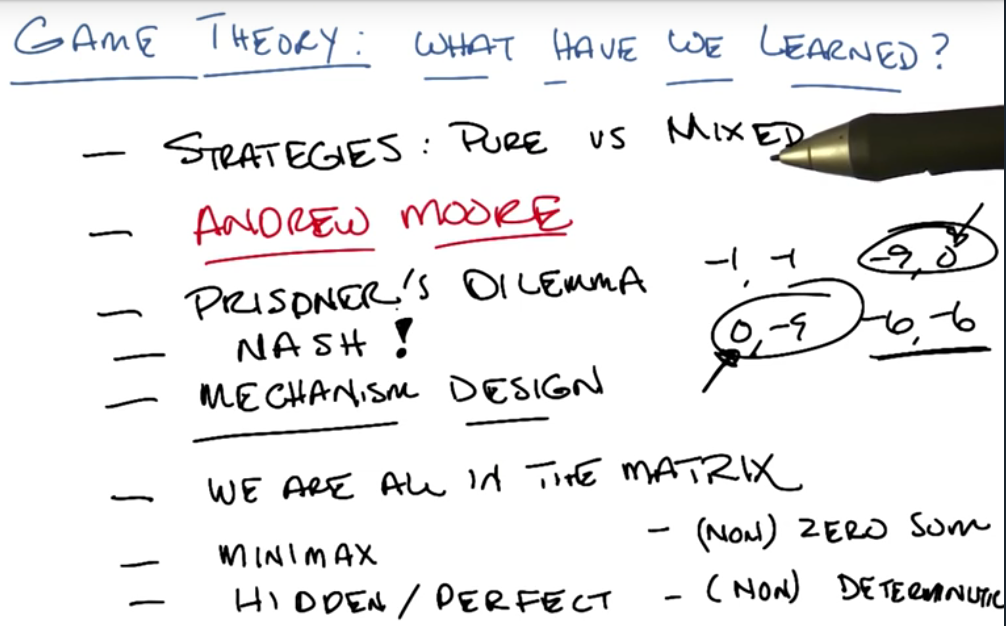 GAME THEORY: WHAT HAVE WE LEARNED?
— STRATEGIES: PURE VS MIXED
— ANDREW MOORE
— PRISONER'S DILEMMA
-1, -1 -9, 0
0, -9 -6, -6
— NASH!
— MECHANISM DESIGN
— WE ARE ALL IN THE MATRIX
— MINIMAX
- (NON) ZERO SUM
— HIDDEN / PERFECT
- (NON) DETERMINISTIC